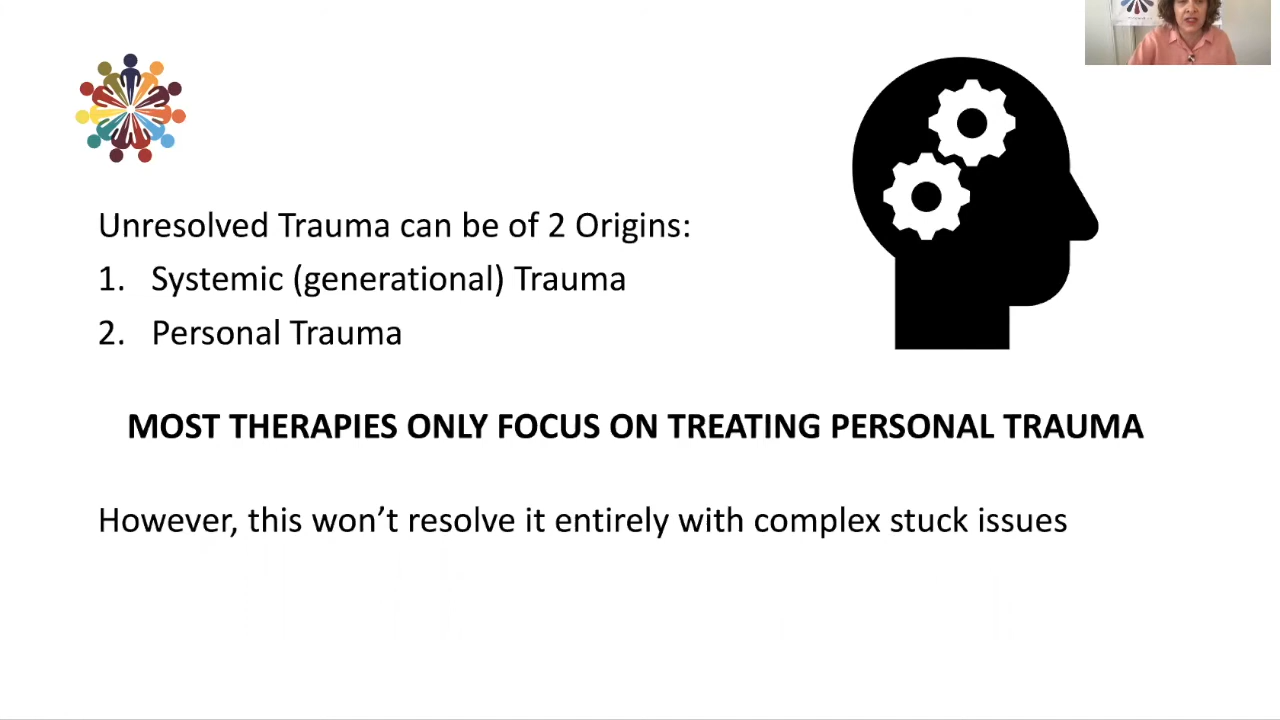 Unresolved Trauma can be of 2 Origins:
1. Systemic (generational) Trauma
2. Personal Trauma
MOST THERAPIES ONLY FOCUS ON TREATING PERSONAL TRAUMA
However, this won’t resolve it entirely with complex stuck issues